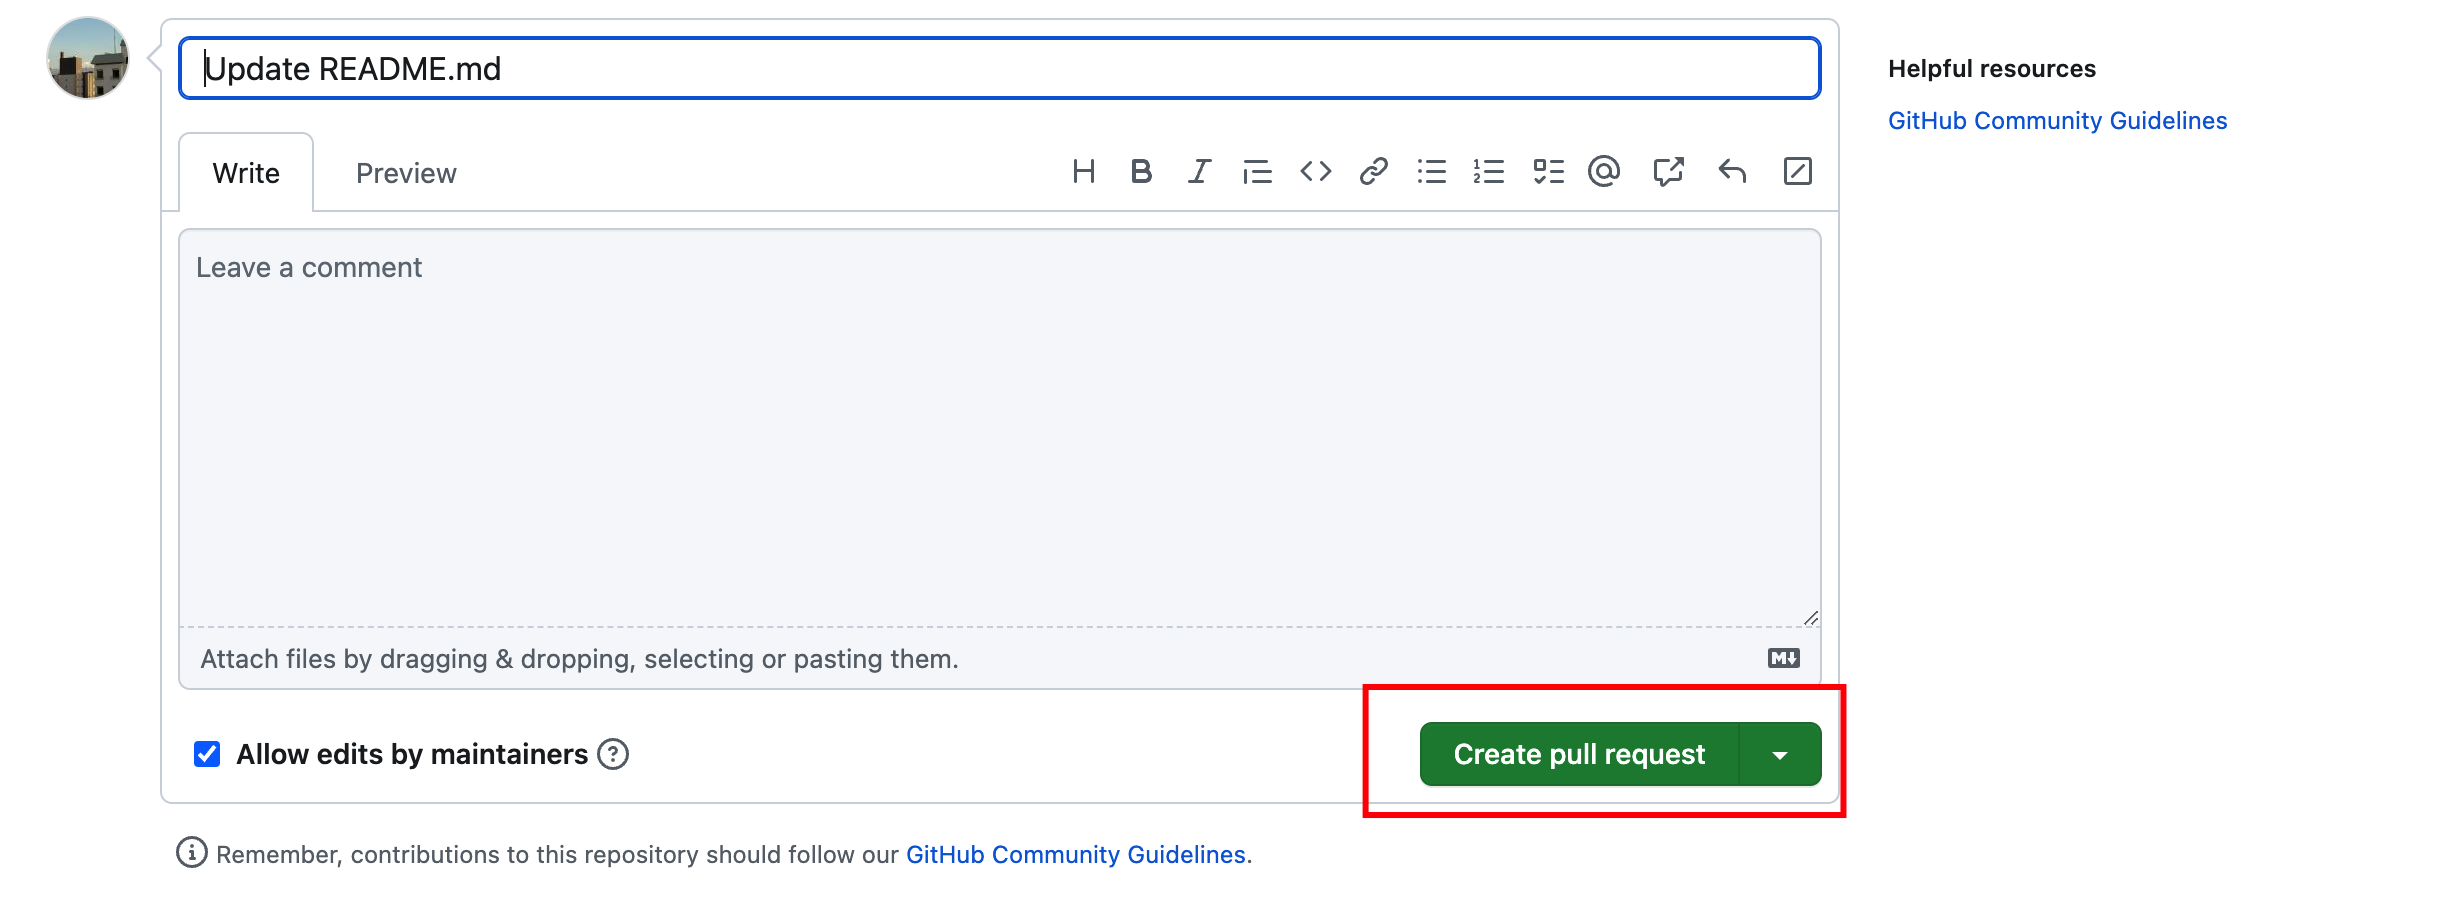 Update README.md
Helpful resources
GitHub Community Guidelines
Write
Preview
Leave a comment
Attach files by dragging & dropping, selecting or pasting them.
Allow edits by maintainers
Create pull request
Remember, contributions to this repository should follow our GitHub Community Guidelines.